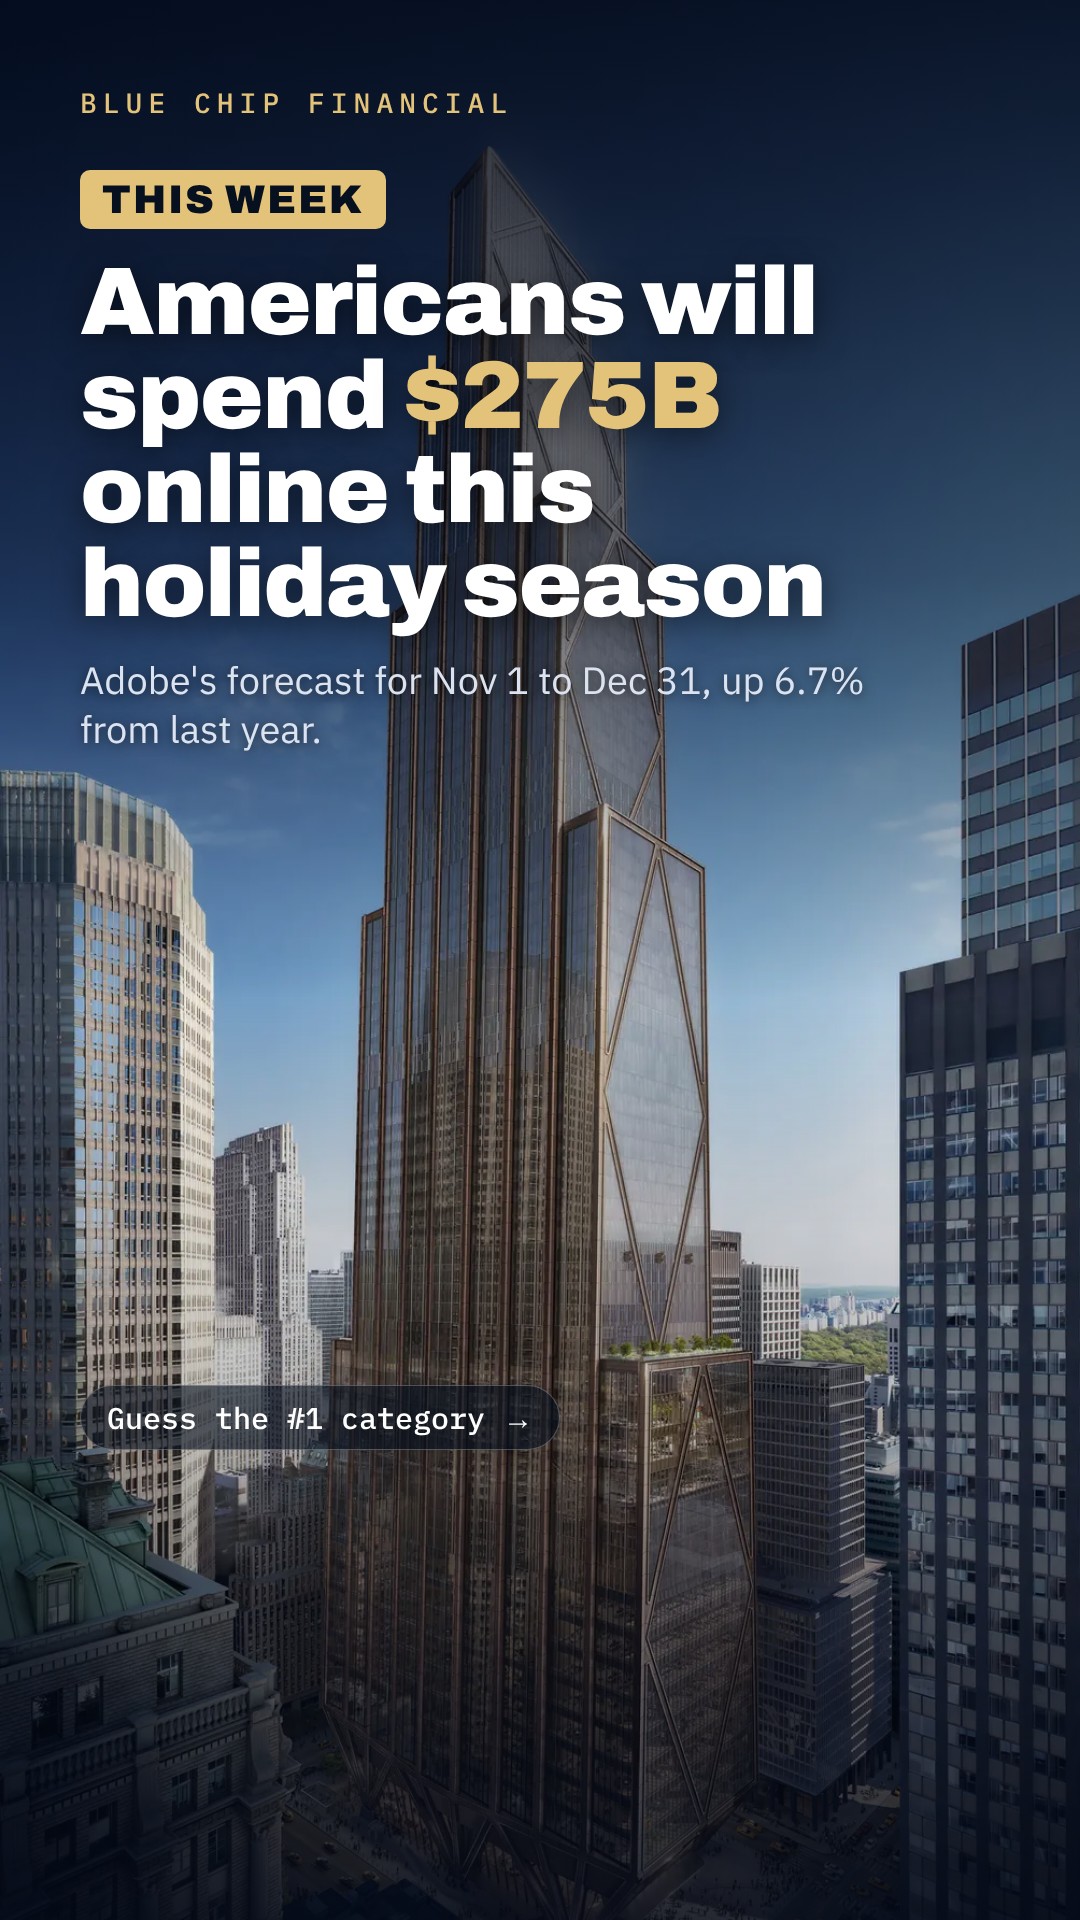 BLUE CHIP FINANCIAL
THIS WEEK
Americans will
spend $275B
online this
holiday season
Adobe's forecast for Nov 1 to Dec 31, up 6.7%
from last year.
Guess the #1 category →